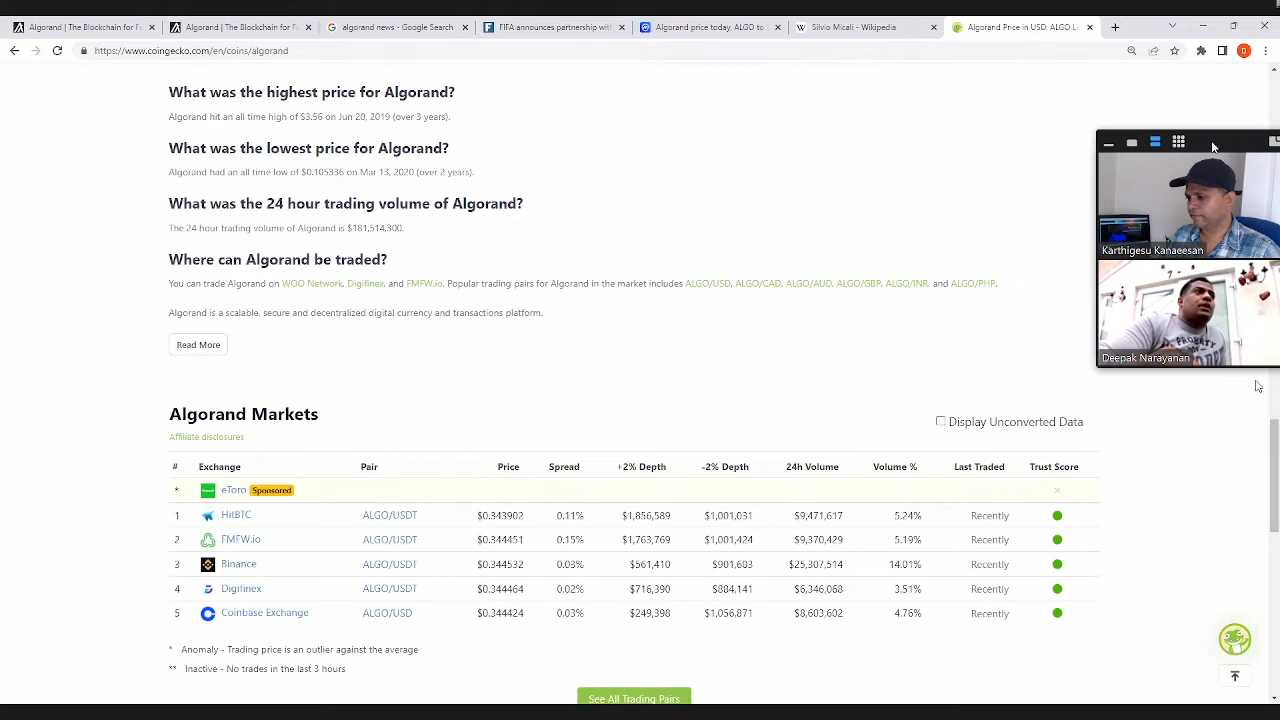 Algorand | The Blockchain for Fu
Algorand | The Blockchain for Fu
algorand news - Google Search
FIFA announces partnership with
Algorand price today, ALGO to
Silvio Micali - Wikipedia
Algorand Price in USD: ALGO Li
https://www.coingecko.com/en/coins/algorand
D
What was the highest price for Algorand?
Algorand hit an all time high of $3.56 on Jun 20, 2019 (over 3 years).
What was the lowest price for Algorand?
Algorand had an all time low of $0.105336 on Mar 13, 2020 (over 2 years).
What was the 24 hour trading volume of Algorand?
The 24 hour trading volume of Algorand is $181,514,300.
Where can Algorand be traded?
You can trade Algorand on WOO Network, Digifinex, and FMFW.io. Popular trading pairs for Algorand in the market includes ALGO/USD, ALGO/CAD, ALGO/AUD, ALGO/GBP, ALGO/INR, and ALGO/PHP.
Algorand is a scalable, secure and decentralized digital currency and transactions platform.
Read More
Karthigesu Kanaeesan
PROPERTY
Deepak Narayanan
Algorand Markets
Display Unconverted Data
Affiliate disclosures
# Exchange Pair Price Spread +2% Depth -2% Depth 24h Volume Volume % Last Traded Trust Score
* eToro Sponsored
1 HitBTC ALGO/USDT $0.343902 0.11% $1,856,589 $1,001,031 $9,471,617 5.24% Recently
2 FMFW.io ALGO/USDT $0.344451 0.15% $1,763,769 $1,001,424 $9,370,429 5.19% Recently
3 Binance ALGO/USDT $0.344532 0.03% $561,410 $901,603 $25,307,514 14.01% Recently
4 Digifinex ALGO/USDT $0.344464 0.02% $716,390 $884,141 $6,346,068 3.51% Recently
5 Coinbase Exchange ALGO/USD $0.344424 0.03% $249,398 $1,056,871 $8,603,602 4.76% Recently
* Anomaly - Trading price is an outlier against the average
** Inactive - No trades in the last 3 hours
See All Trading Pairs